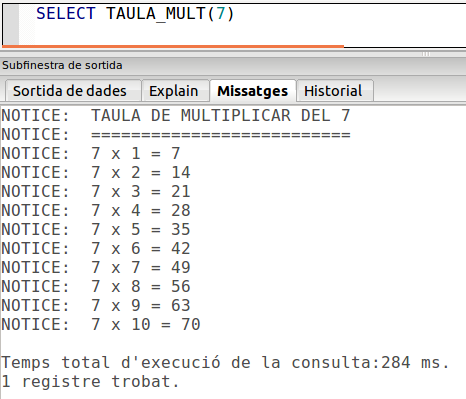 SELECT TAULA_MULT(7)
Subfinestra de sortida
Sortida de dades Explain Missatges Historial
NOTICE:  TAULA DE MULTIPLICAR DEL 7
NOTICE:  ==========================
NOTICE:  7 x 1 = 7
NOTICE:  7 x 2 = 14
NOTICE:  7 x 3 = 21
NOTICE:  7 x 4 = 28
NOTICE:  7 x 5 = 35
NOTICE:  7 x 6 = 42
NOTICE:  7 x 7 = 49
NOTICE:  7 x 8 = 56
NOTICE:  7 x 9 = 63
NOTICE:  7 x 10 = 70
Temps total d'execució de la consulta:284 ms.
1 registre trobat.